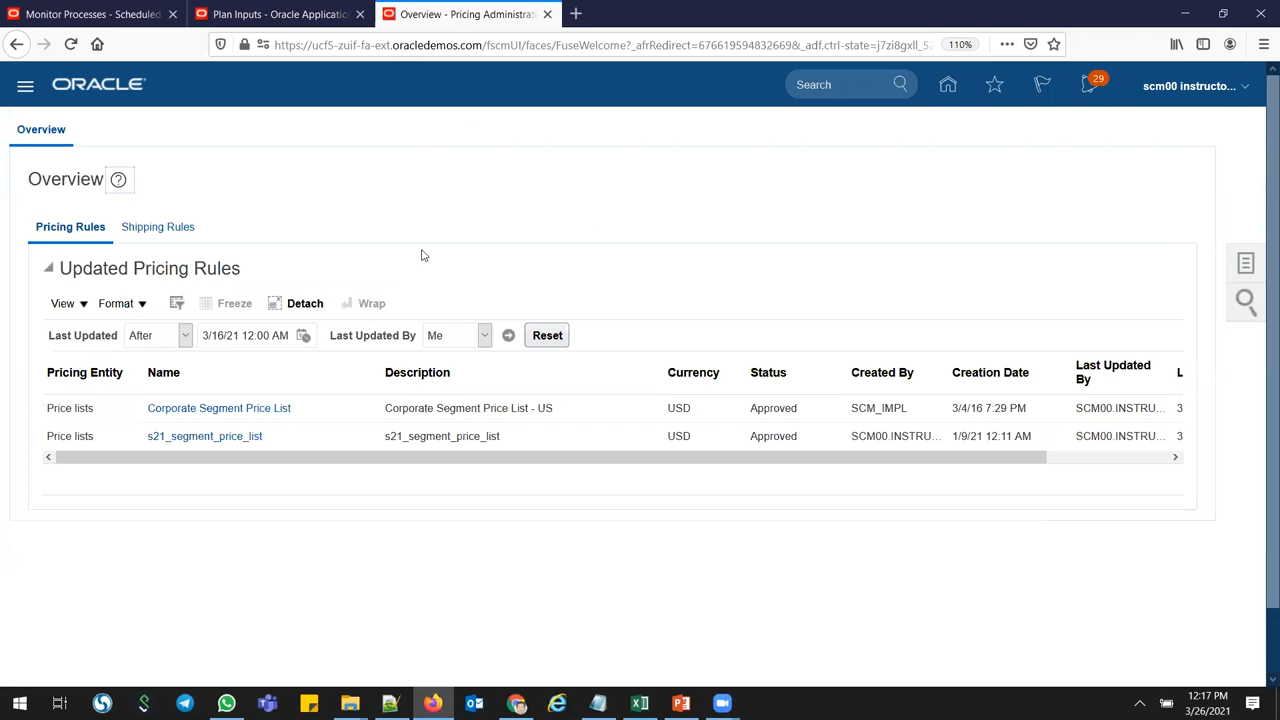 Monitor Processes - Scheduled
Plan Inputs - Oracle Application
Overview - Pricing Administrati
https://ucf5-zuif-fa-ext.oracledemos.com/fscmUI/faces/FuseWelcome?_afrRedirect=676619594832669&_adf.ctrl-state=j7zi8gxll_5
110%
ORACLE
Search
29
scm00 instructo...
Overview
Overview
Pricing Rules Shipping Rules
Updated Pricing Rules
View Format Freeze Detach Wrap
Last Updated After 3/16/21 12:00 AM Last Updated By Me Reset
Pricing Entity Name Description Currency Status Created By Creation Date Last Updated By L
Price lists Corporate Segment Price List Corporate Segment Price List - US USD Approved SCM_IMPL 3/4/16 7:29 PM SCM00.INSTRU... 3
Price lists s21_segment_price_list s21_segment_price_list USD Approved SCM00.INSTRU... 1/9/21 12:11 AM SCM00.INSTRU... 3
12:17 PM
3/26/2021